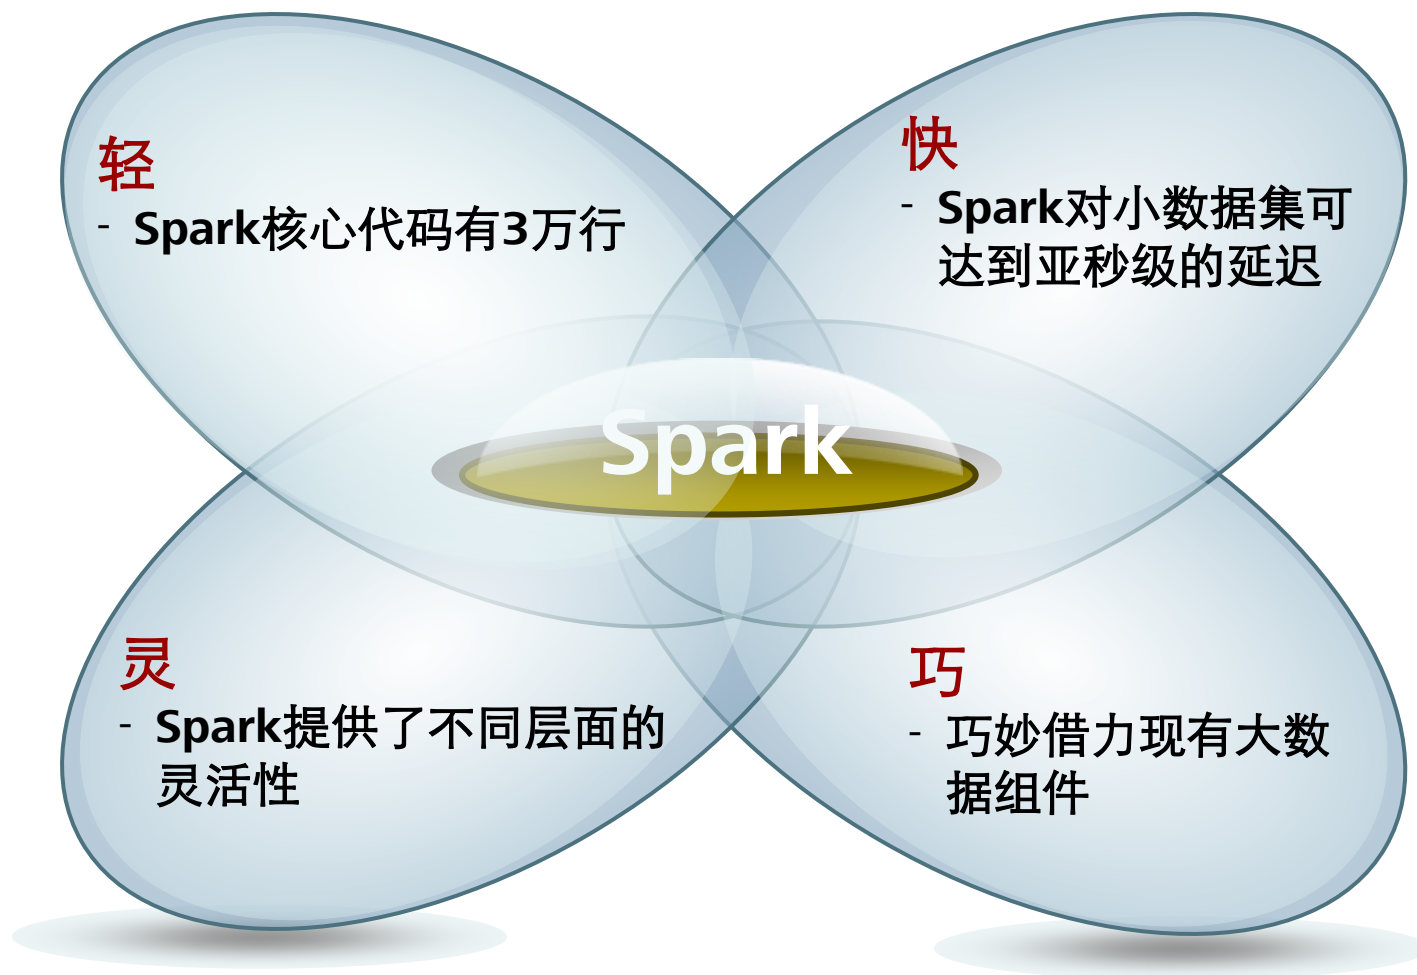 轻
- Spark核心代码有3万行
快
- Spark对小数据集可
达到亚秒级的延迟
Spark
灵
- Spark提供了不同层面的
灵活性
巧
- 巧妙借力现有大数
据组件